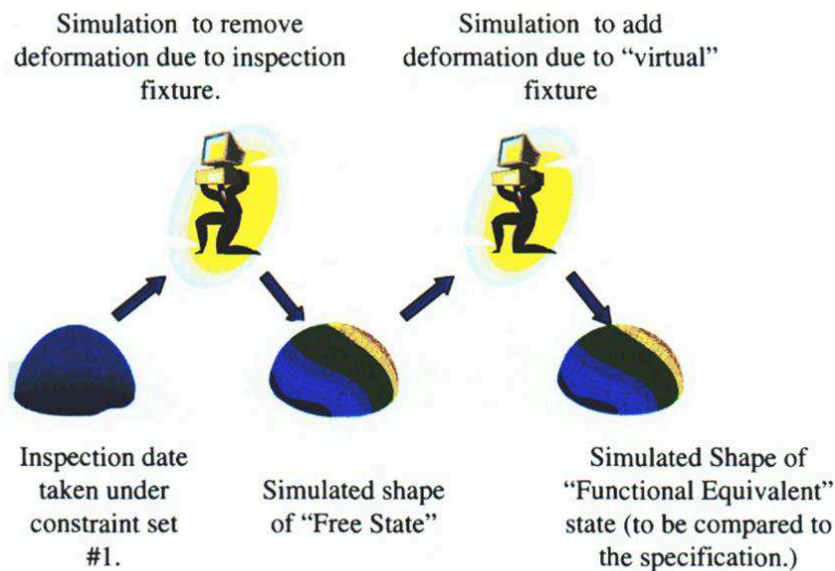 Simulation to remove
deformation due to inspection
fixture.
Simulation to add
deformation due to “virtual”
fixture
Inspection date
taken under
constraint set
#1.
Simulated shape
of “Free State”
Simulated Shape of
“Functional Equivalent”
state (to be compared to
the specification.)